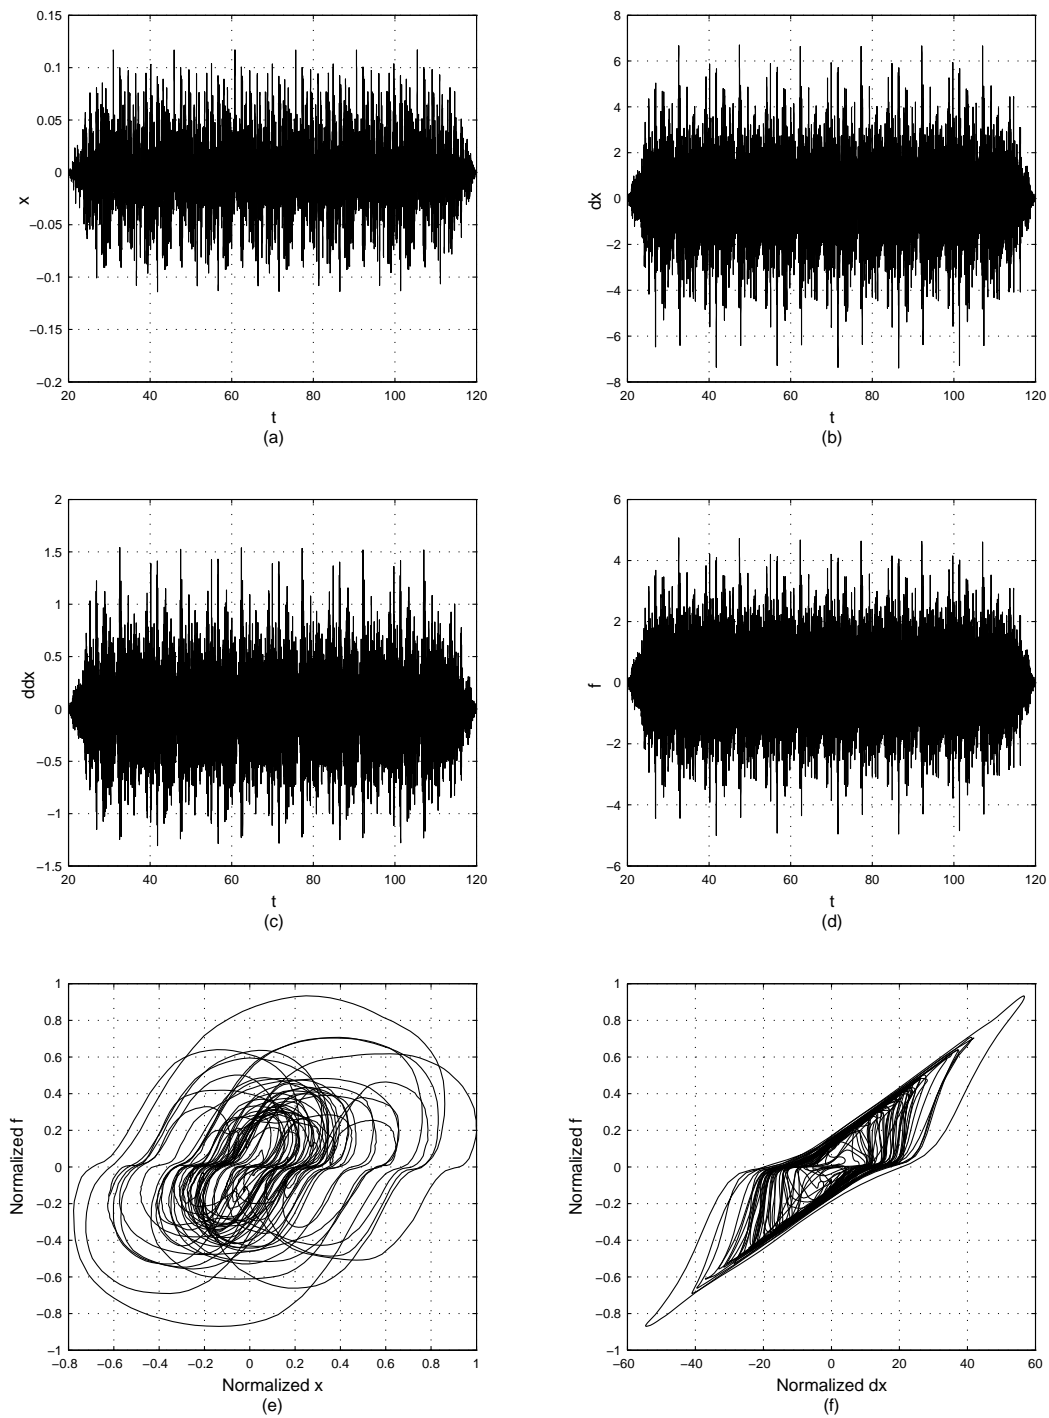 0.15
0.1
0.05
0
−0.05
−0.1
−0.15
−0.2
x
20 40 60 80 100 120
t
(a)
8
6
4
2
0
−2
−4
−6
−8
dx
20 40 60 80 100 120
t
(b)
2
1.5
1
0.5
0
−0.5
−1
−1.5
ddx
20 40 60 80 100 120
t
(c)
6
4
2
0
−2
−4
−6
f
20 40 60 80 100 120
t
(d)
1
0.8
0.6
0.4
0.2
0
−0.2
−0.4
−0.6
−0.8
−1
Normalized f
−0.8 −0.6 −0.4 −0.2 0 0.2 0.4 0.6 0.8 1
Normalized x
(e)
1
0.8
0.6
0.4
0.2
0
−0.2
−0.4
−0.6
−0.8
−1
Normalized f
−60 −40 −20 0 20 40 60
Normalized dx
(f)